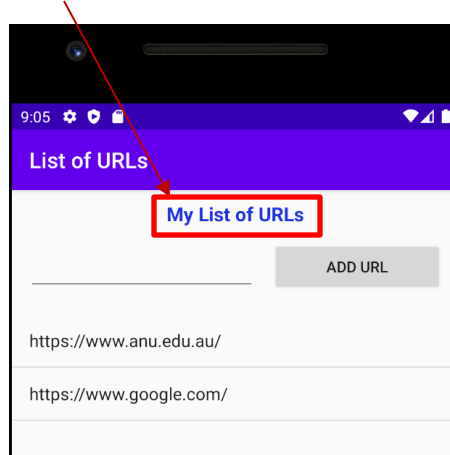 9:05
List of URLs
My List of URLs
ADD URL
https://www.anu.edu.au/
https://www.google.com/